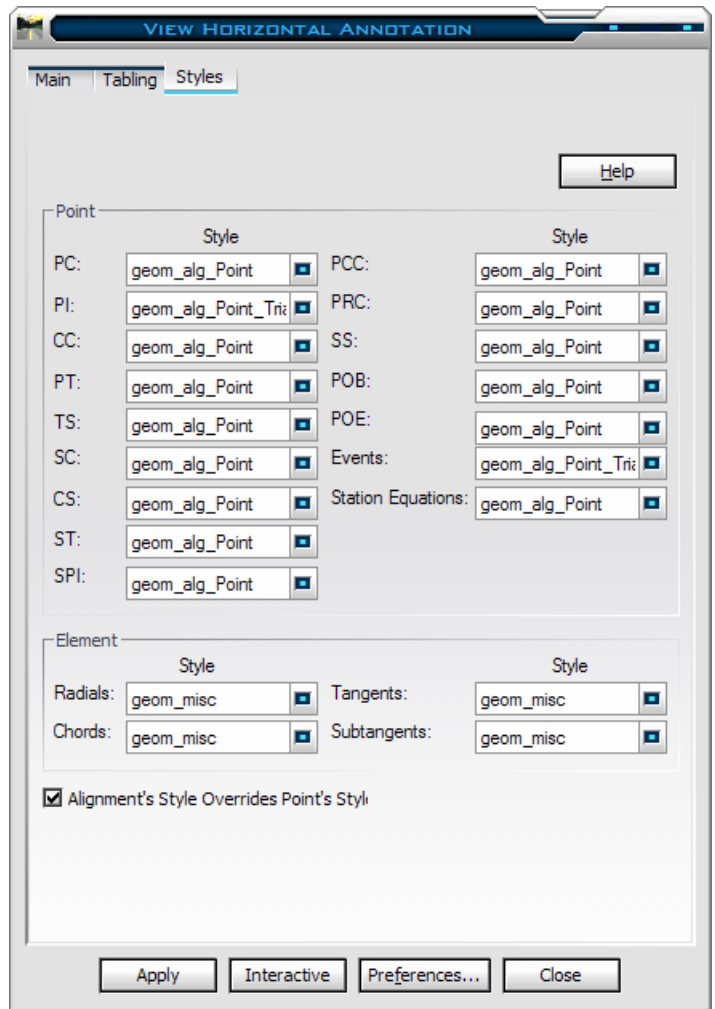 View Horizontal Annotation
Main Tabling Styles
Help
Point
Style Style
PC: geom_alg_Point PCC: geom_alg_Point
PI: geom_alg_Point_Tria PRC: geom_alg_Point
CC: geom_alg_Point SS: geom_alg_Point
PT: geom_alg_Point POB: geom_alg_Point
TS: geom_alg_Point POE: geom_alg_Point
SC: geom_alg_Point Events: geom_alg_Point_Tria
CS: geom_alg_Point Station Equations: geom_alg_Point
ST: geom_alg_Point
SPI: geom_alg_Point
Element
Style Style
Radials: geom_misc Tangents: geom_misc
Chords: geom_misc Subtangents: geom_misc
Alignment's Style Overrides Point's Styl
Apply Interactive Preferences... Close